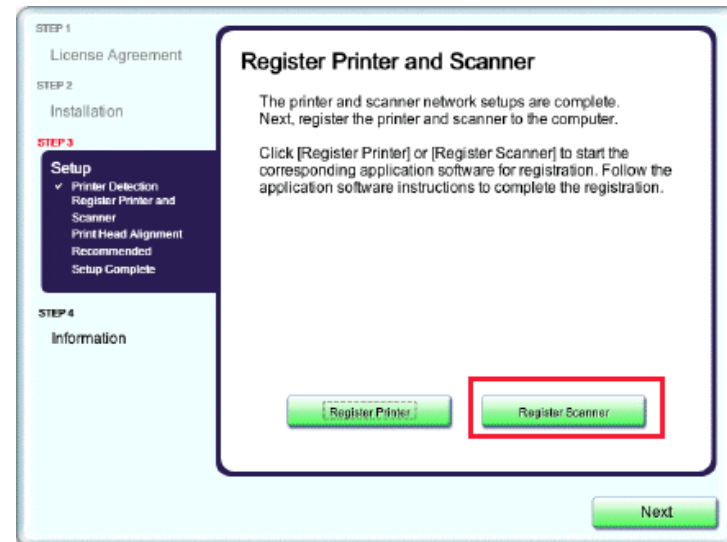 STEP 1
License Agreement
STEP 2
Installation
STEP 3
Setup
✓ Printer Detection
Register Printer and
Scanner
Print Head Alignment
Recommended
Setup Complete
STEP 4
Information
Register Printer and Scanner
The printer and scanner network setups are complete.
Next, register the printer and scanner to the computer.
Click [Register Printer] or [Register Scanner] to start the
corresponding application software for registration. Follow the
application software instructions to complete the registration.
Register Printer
Register Scanner
Next